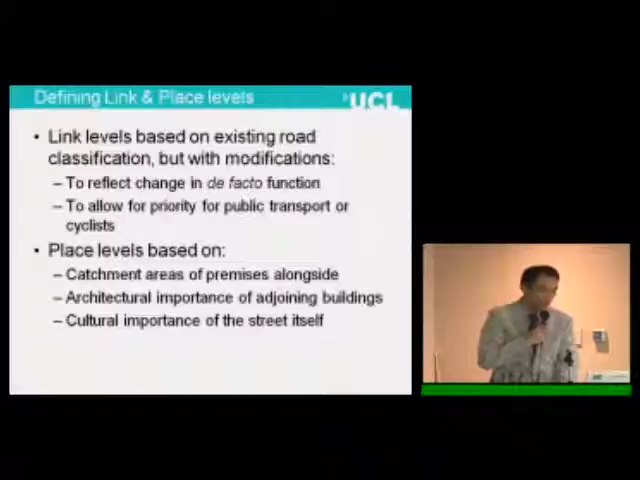 Defining Link & Place levels
UCL
• Link levels based on existing road
classification, but with modifications:
– To reflect change in de facto function
– To allow for priority for public transport or
cyclists
• Place levels based on:
– Catchment areas of premises alongside
– Architectural importance of adjoining buildings
– Cultural importance of the street itself